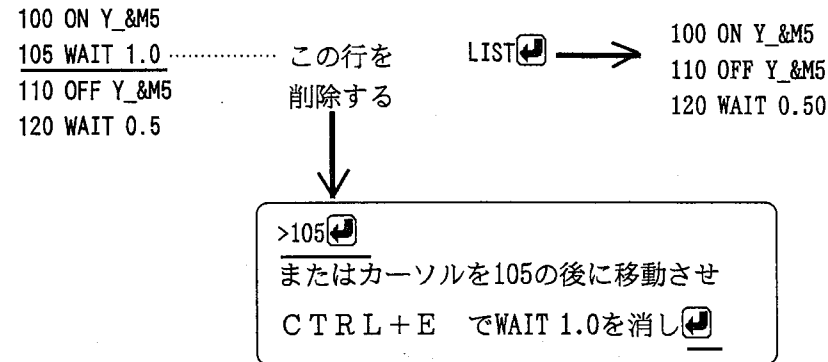 100 ON Y_&M5
105 WAIT 1.0 …………… この行を
110 OFF Y_&M5 削除する
120 WAIT 0.5
LIST↵
100 ON Y_&M5
110 OFF Y_&M5
120 WAIT 0.50
>105↵
またはカーソルを105の後に移動させ
CTRL+E でWAIT 1.0を消し↵